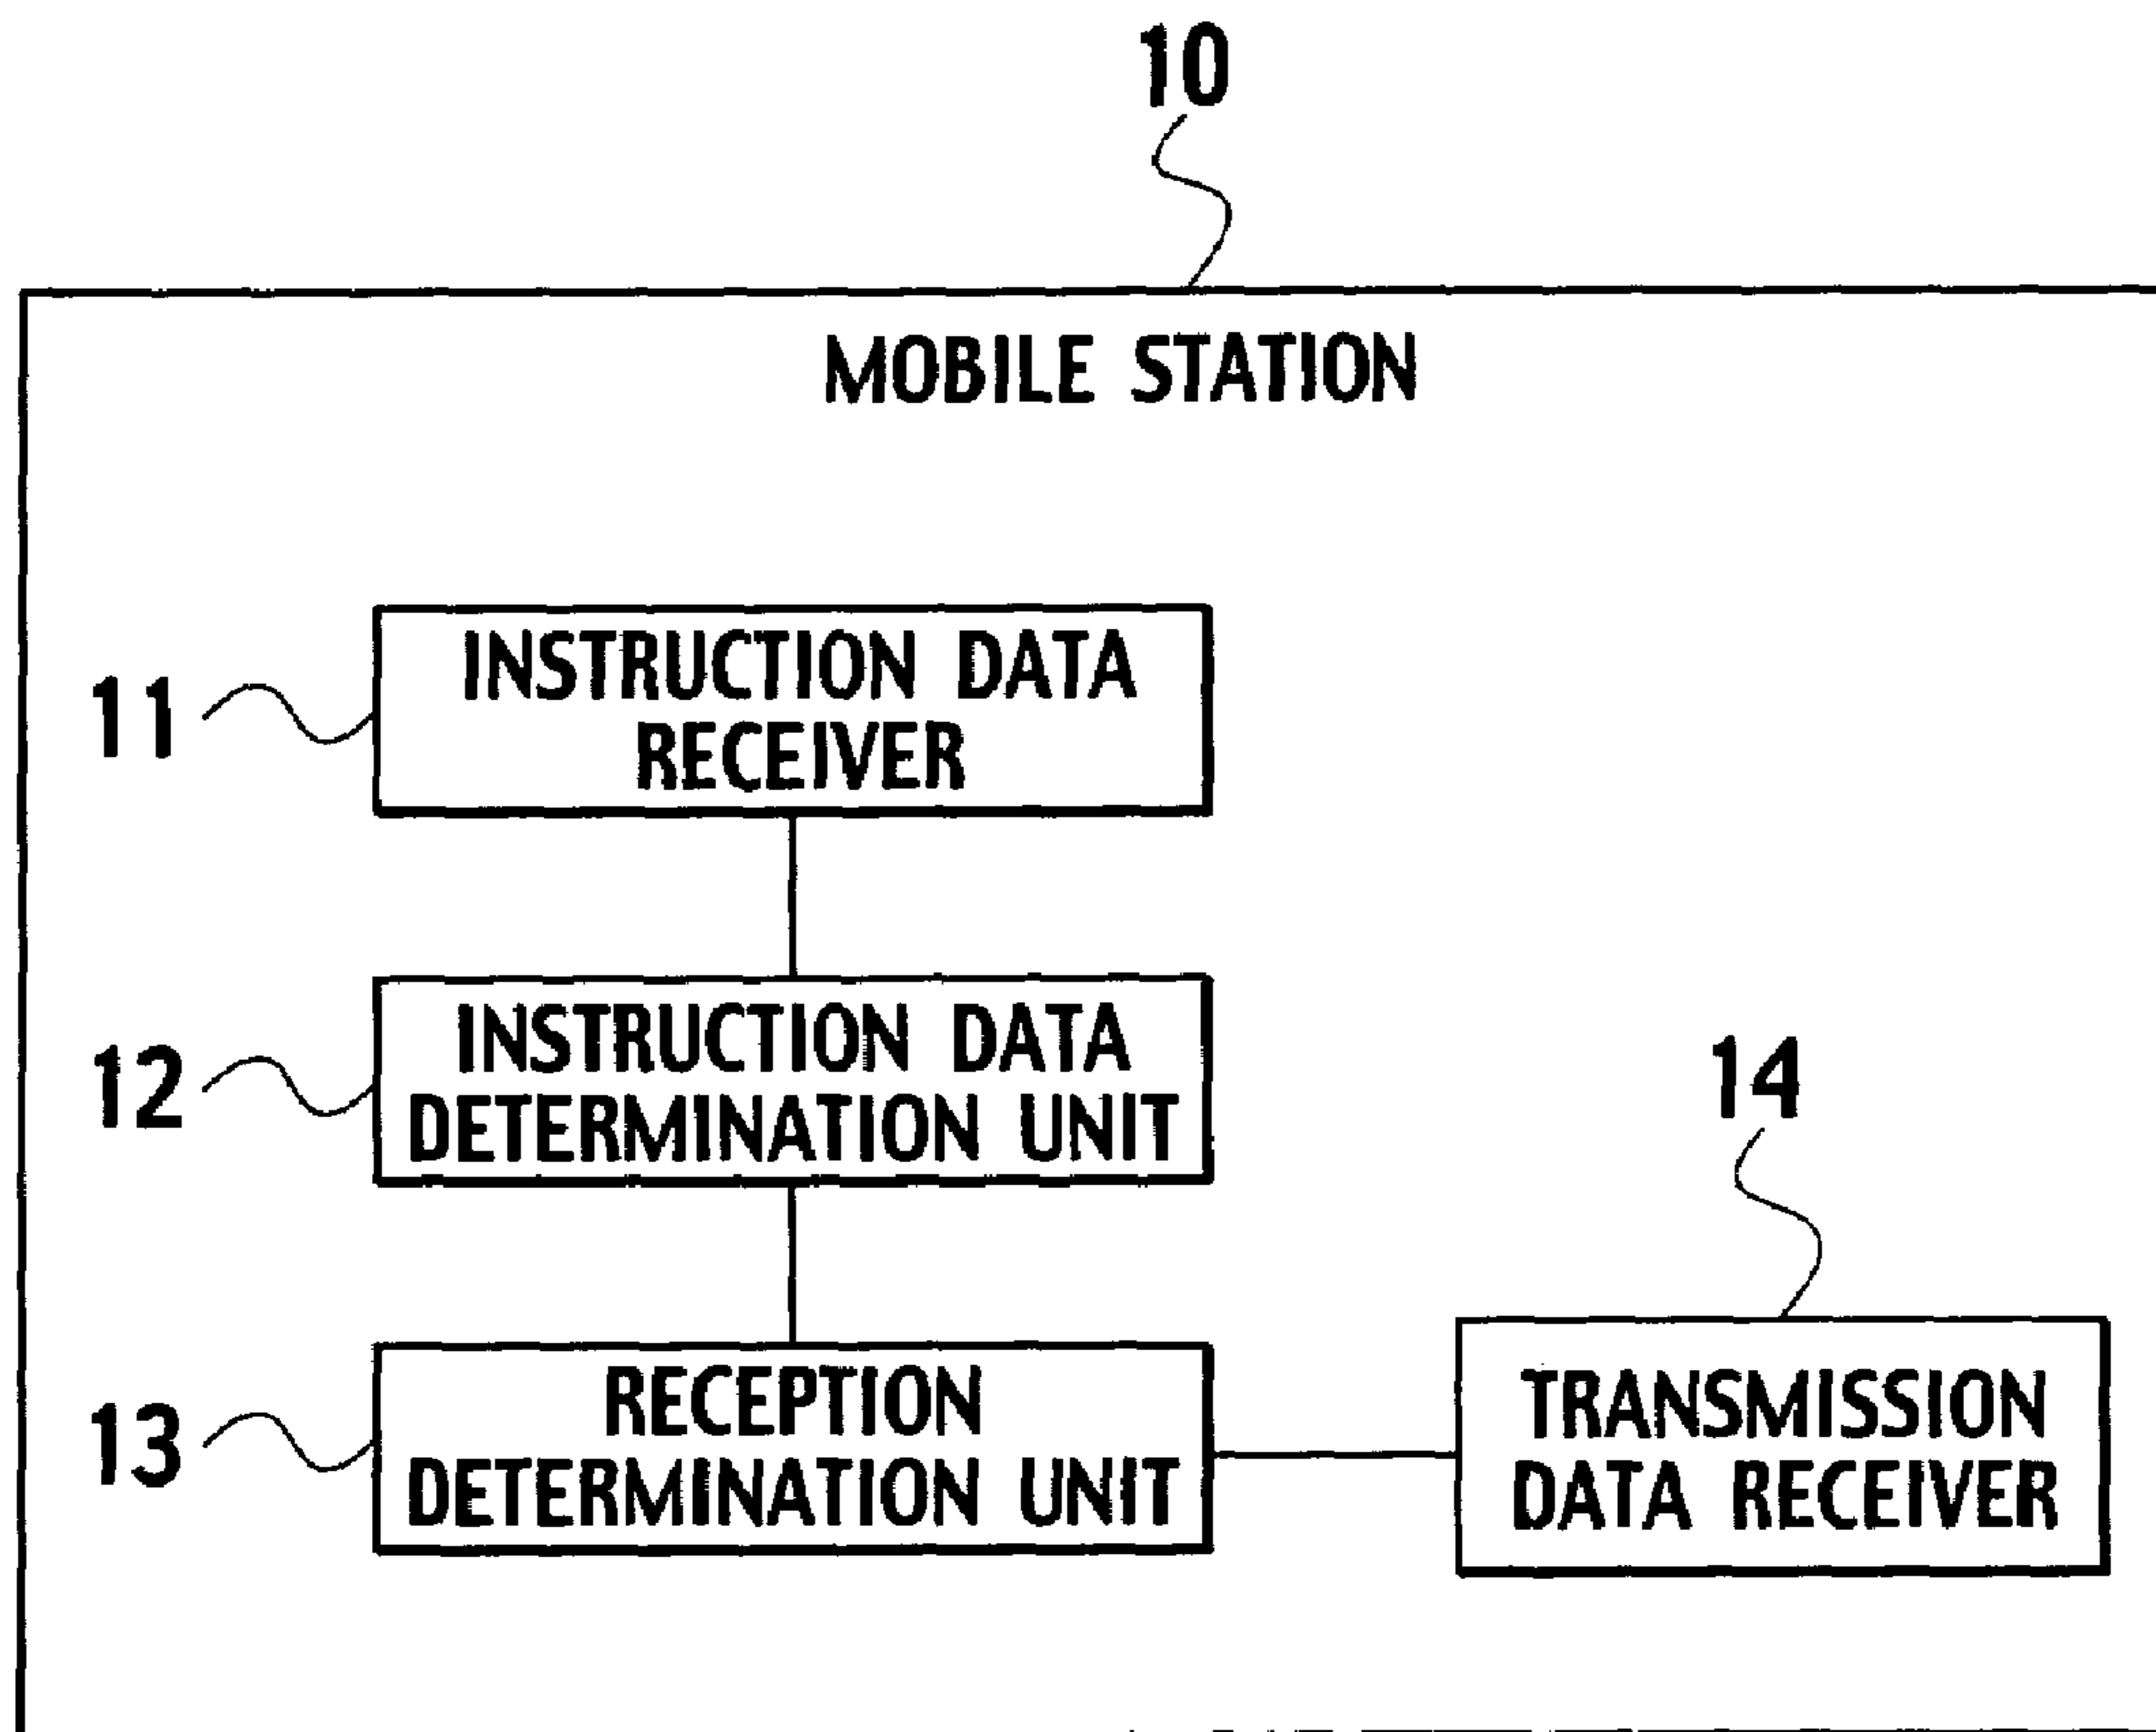 10
MOBILE STATION
11
INSTRUCTION DATA
RECEIVER
12
INSTRUCTION DATA
DETERMINATION UNIT
14
13
RECEPTION
DETERMINATION UNIT
TRANSMISSION
DATA RECEIVER